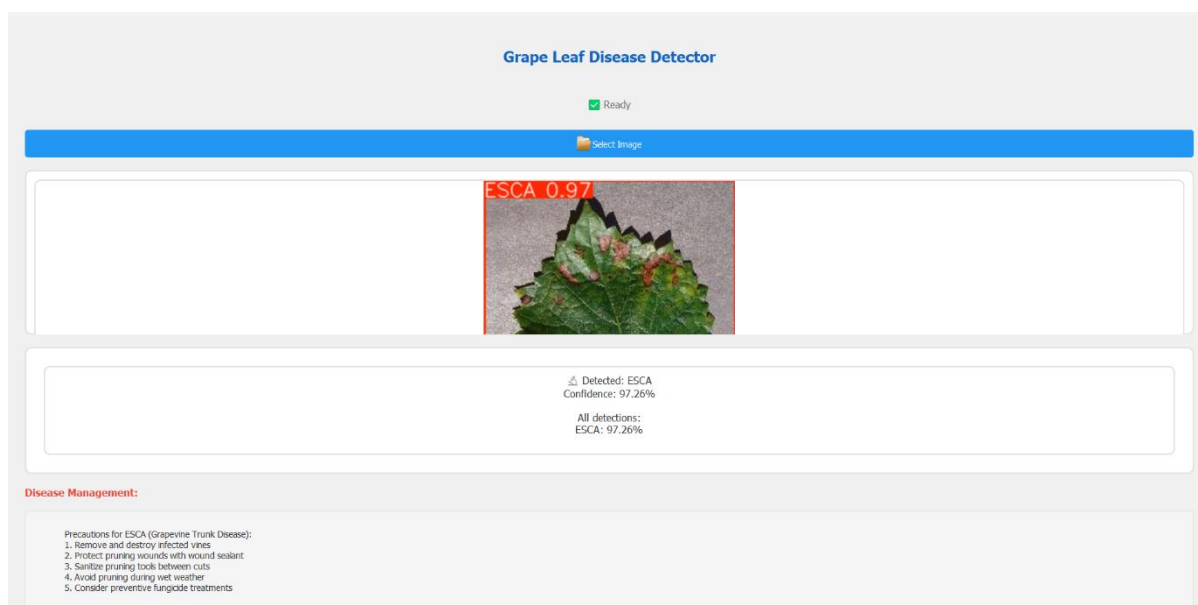 Grape Leaf Disease Detector
Ready
Select Image
ESCA 0.97
Detected: ESCA
Confidence: 97.26%
All detections:
ESCA: 97.26%
Disease Management:
Precautions for ESCA (Grapevine Trunk Disease):
1. Remove and destroy infected vines
2. Protect pruning wounds with wound sealant
3. Sanitize pruning tools between cuts
4. Avoid pruning during wet weather
5. Consider preventive fungicide treatments